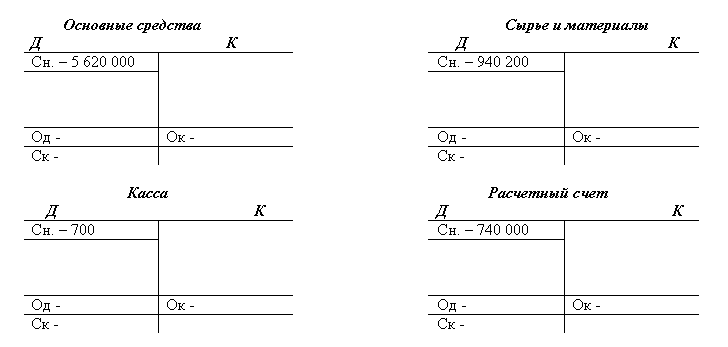 Основные средства
Д К
Сн. – 5 620 000
Од - Ок -
Ск -
Сырье и материалы
Д К
Сн. – 940 200
Од - Ок -
Ск -
Касса
Д К
Сн. – 700
Од - Ок -
Ск -
Расчетный счет
Д К
Сн. – 740 000
Од - Ок -
Ск -